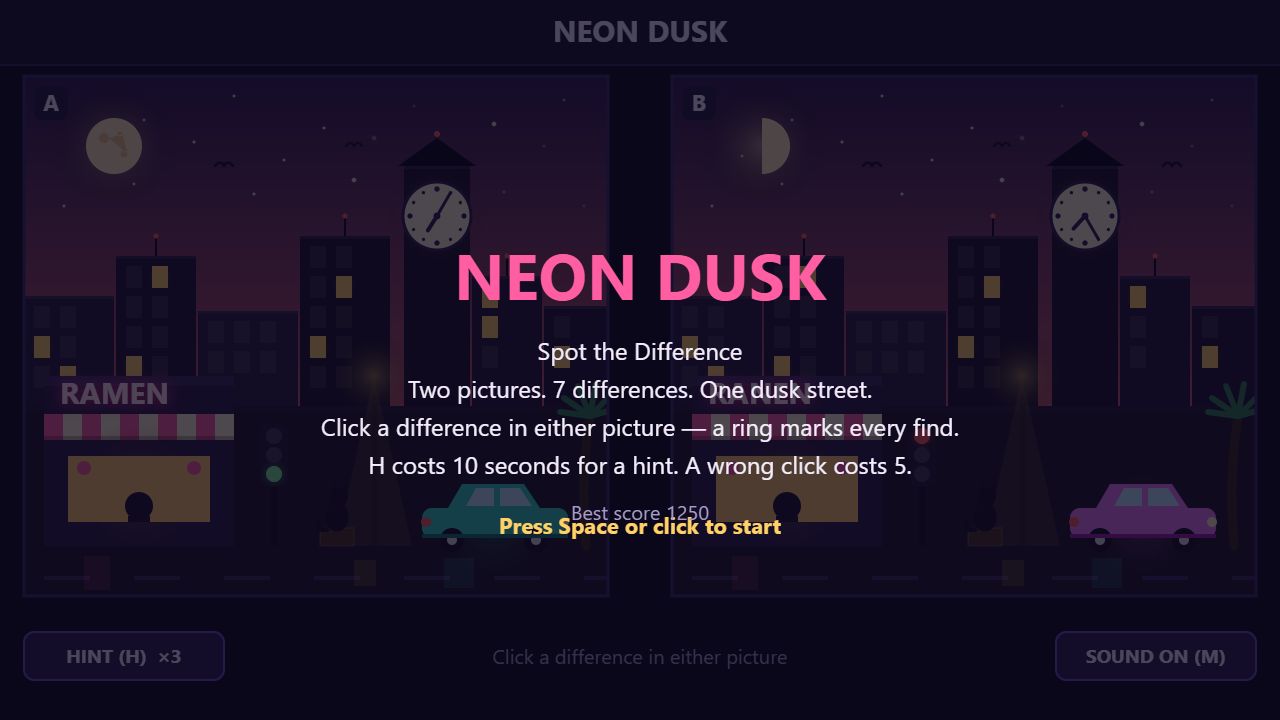 NEON DUSK
A
B
NEON DUSK
Spot the Difference
Two pictures. 7 differences. One dusk street.
RAMEN
RANEN
Click a difference in either picture — a ring marks every find.
H costs 10 seconds for a hint. A wrong click costs 5.
Best score 1250
Press Space or click to start
HINT (H) ×3
Click a difference in either picture
SOUND ON (M)